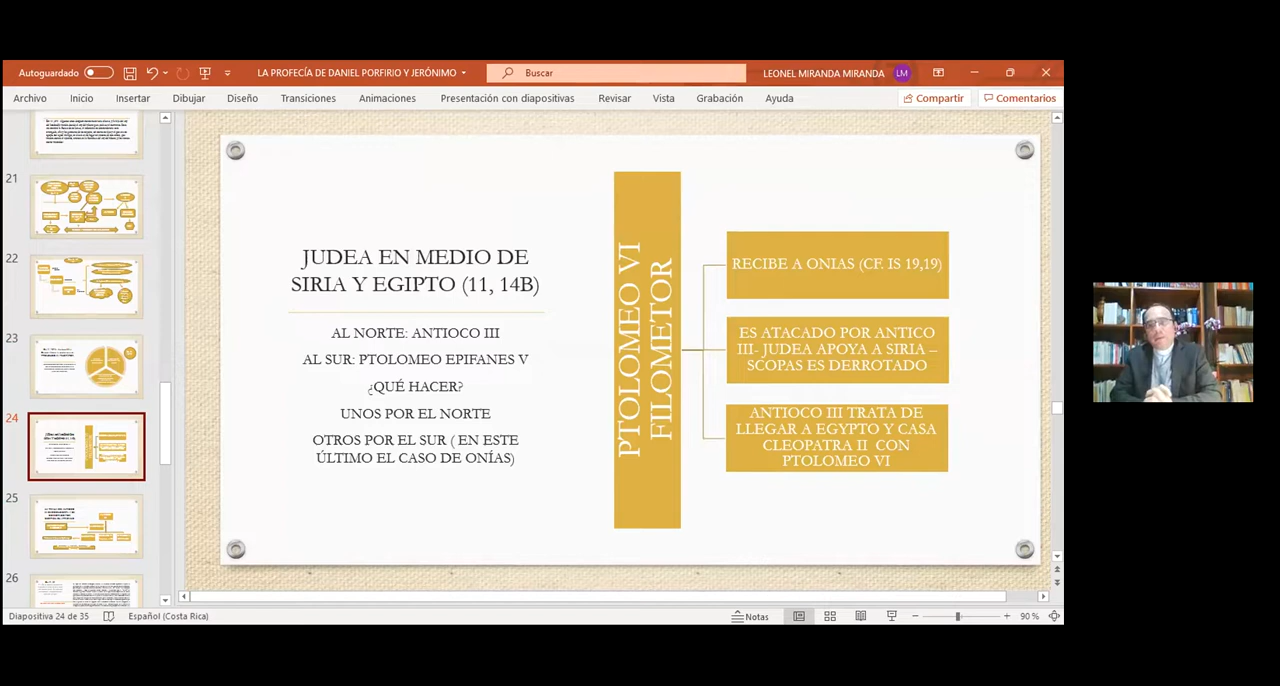 Autoguardado
LA PROFECÍA DE DANIEL PORFIRIO Y JERÓNIMO
Buscar
LEONEL MIRANDA MIRANDA
LM
Archivo
Inicio
Insertar
Dibujar
Diseño
Transiciones
Animaciones
Presentación con diapositivas
Revisar
Vista
Grabación
Ayuda
Compartir
Comentarios
21
22
23
24
25
26
JUDEA EN MEDIO DE
SIRIA Y EGIPTO (11, 14B)
AL NORTE: ANTIOCO III
AL SUR: PTOLOMEO EPIFANES V
¿QUÉ HACER?
UNOS POR EL NORTE
OTROS POR EL SUR ( EN ESTE
ÚLTIMO EL CASO DE ONÍAS)
PTOLOMEO VI
FILOMETOR
RECIBE A ONIAS (CF. IS 19,19)
ES ATACADO POR ANTICO
III- JUDEA APOYA A SIRIA –
SCOPAS ES DERROTADO
ANTIOCO III TRATA DE
LLEGAR A EGYPTO Y CASA
CLEOPATRA II CON
PTOLOMEO VI
Diapositiva 24 de 35
Español (Costa Rica)
Notas
90 %